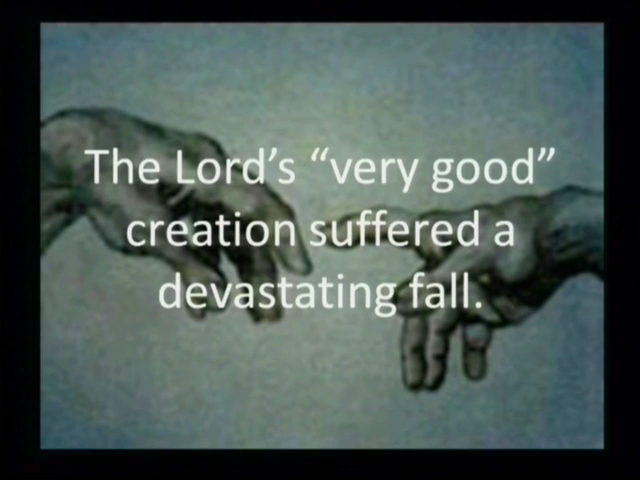 The Lord’s “very good”
creation suffered a
devastating fall.